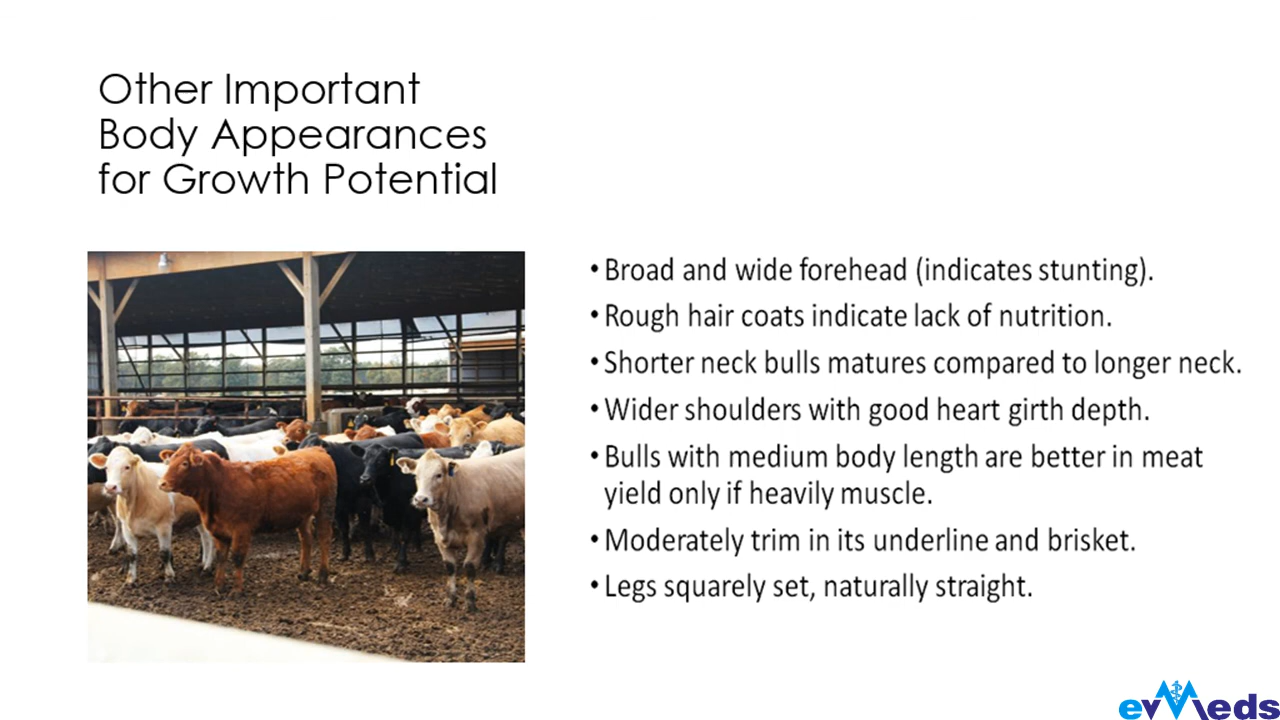 Other Important
Body Appearances
for Growth Potential
• Broad and wide forehead (indicates stunting).
• Rough hair coats indicate lack of nutrition.
• Shorter neck bulls matures compared to longer neck.
• Wider shoulders with good heart girth depth.
• Bulls with medium body length are better in meat
yield only if heavily muscle.
• Moderately trim in its underline and brisket.
• Legs squarely set, naturally straight.
evMeds